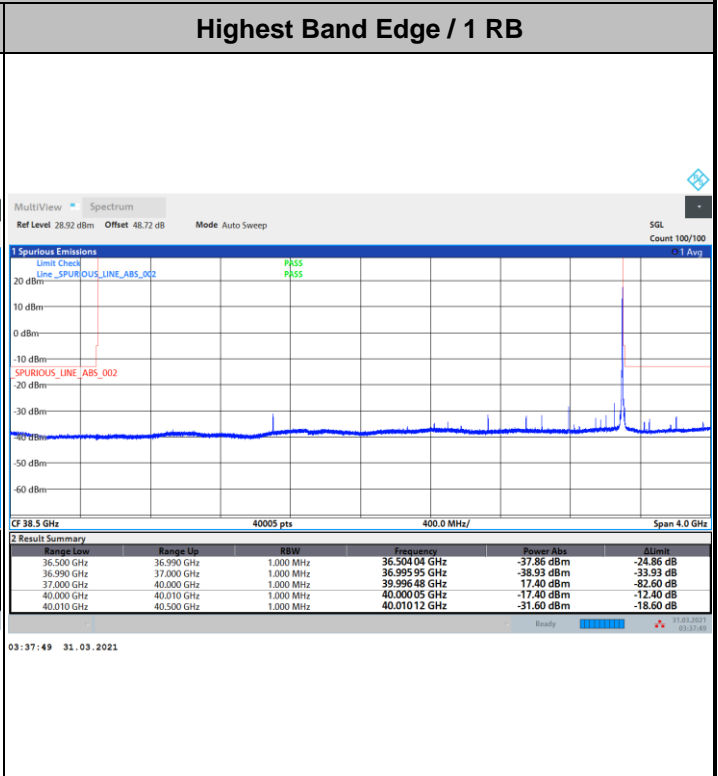 Highest Band Edge / 1 RB
MultiView Spectrum
Ref Level 28.92 dBm Offset 48.72 dB Mode Auto Sweep SGL
Count 100/100
1 Spurious Emissions 1 Avg
Limit Check PASS
Line _SPURIOUS_LINE_ABS_002 PASS
20 dBm
10 dBm
0 dBm
-10 dBm
_SPURIOUS_LINE_ABS_002
-20 dBm
-30 dBm
-40 dBm
-50 dBm
-60 dBm
CF 38.5 GHz 40005 pts 400.0 MHz/ Span 4.0 GHz
2 Result Summary
Range Low Range Up RBW Frequency Power Abs ΔLimit
36.500 GHz 36.990 GHz 1.000 MHz 36.504 04 GHz -37.86 dBm -24.86 dB
36.990 GHz 37.000 GHz 1.000 MHz 36.995 95 GHz -38.93 dBm -33.93 dB
37.000 GHz 40.000 GHz 1.000 MHz 39.996 48 GHz 17.40 dBm -82.60 dB
40.000 GHz 40.010 GHz 1.000 MHz 40.000 05 GHz -17.40 dBm -12.40 dB
40.010 GHz 40.500 GHz 1.000 MHz 40.010 12 GHz -31.60 dBm -18.60 dB
Ready 31.03.2021
03:37:49
03:37:49 31.03.2021